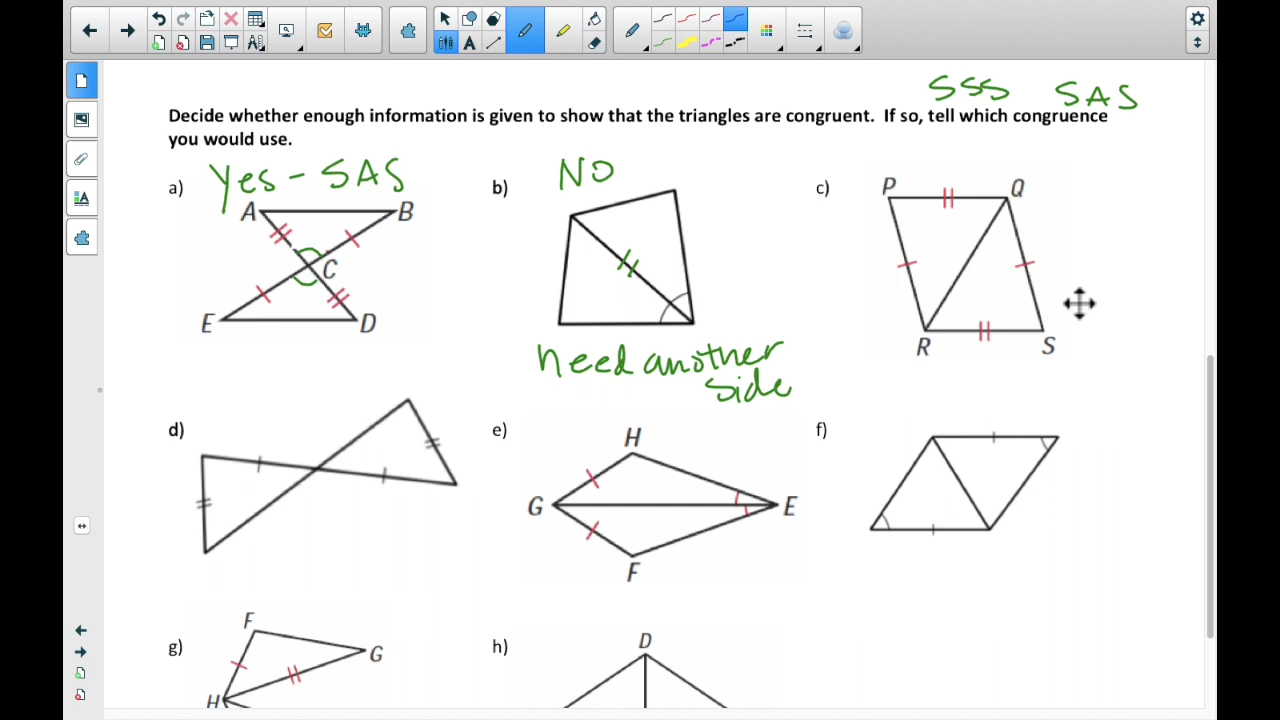 SSS SAS
Decide whether enough information is given to show that the triangles are congruent. If so, tell which congruence
you would use.
a) Yes - SAS
b) NO
c)
A B
C
E D
P Q
R S
need another
side
d)
e)
f)
H
G E
F
g)
h)
F
G
H
D